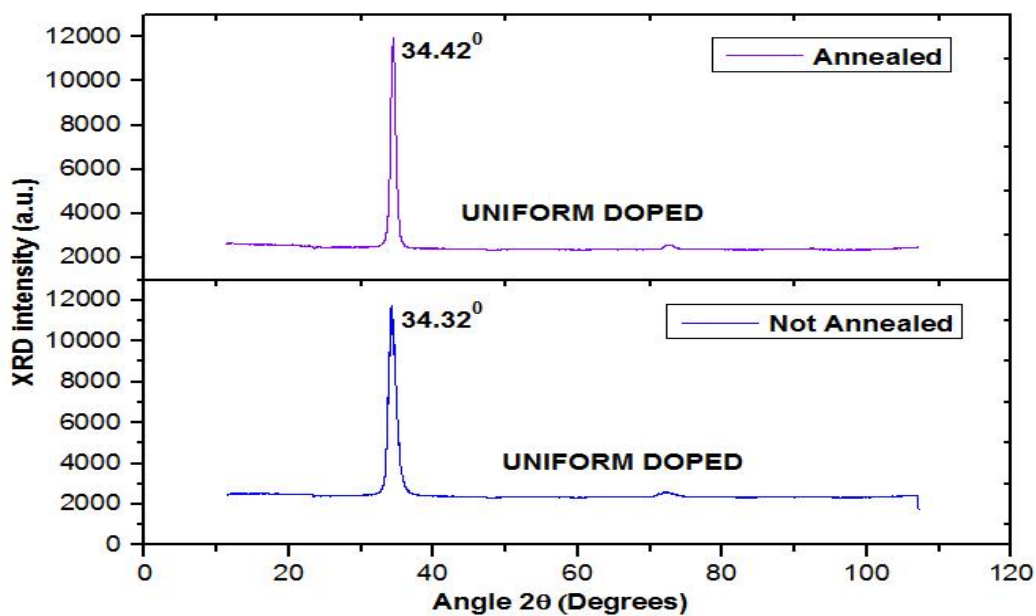 XRD intensity (a.u.)
12000
10000
8000
6000
4000
2000
34.42⁰
Annealed
UNIFORM DOPED
12000
10000
8000
6000
4000
2000
0
34.32⁰
Not Annealed
UNIFORM DOPED
0 20 40 60 80 100 120
Angle 2θ (Degrees)